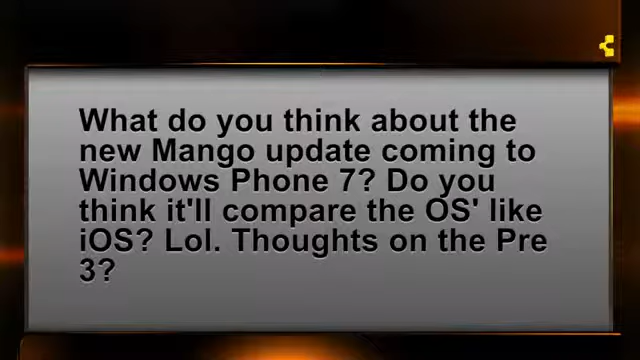 What do you think about the
new Mango update coming to
Windows Phone 7? Do you
think it'll compare the OS' like
iOS? Lol. Thoughts on the Pre
3?